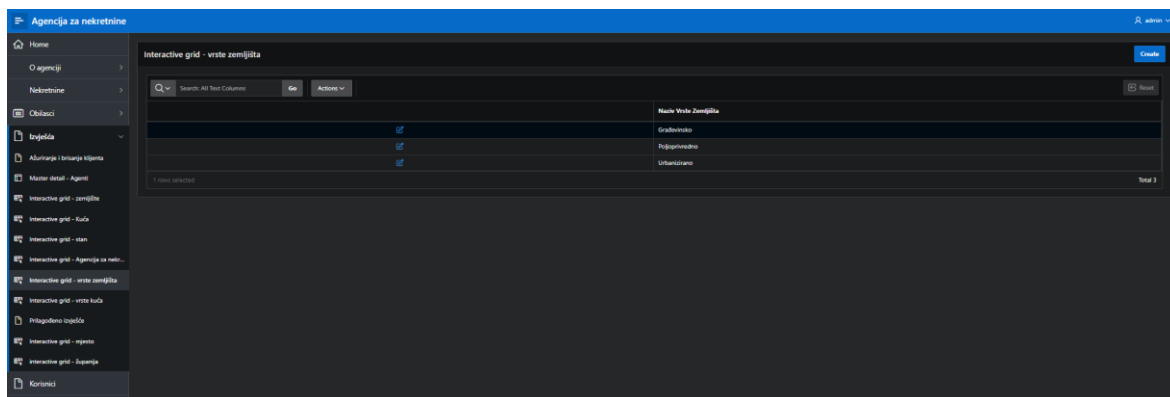 Agencija za nekretnine
admin
Home
O agenciji
Nekretnine
Obilasci
Izvješća
Ažuriranje i brisanje klijenta
Master detail - Agenti
Interactive grid - zemljište
Interactive grid - Kuća
Interactive grid - stan
Interactive grid - Agencija za nekr...
Interactive grid - vrste zemljišta
Interactive grid - vrste kuća
Prilagođeno izvješće
Interactive grid - mjesto
Interactive grid - županija
Korisnici
Interactive grid - vrste zemljišta
Create
Search: All Text Columns
Go
Actions
Reset
Naziv Vrste Zemljišta
Građevinsko
Poljoprivredno
Urbanizirano
1 rows selected
Total 3